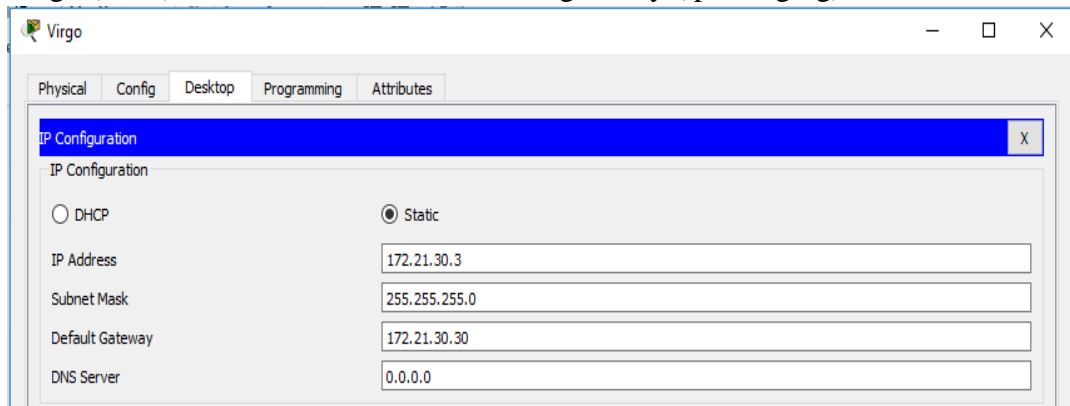 Virgo
Physical Config Desktop Programming Attributes
IP Configuration X
IP Configuration
DHCP Static
IP Address 172.21.30.3
Subnet Mask 255.255.255.0
Default Gateway 172.21.30.30
DNS Server 0.0.0.0